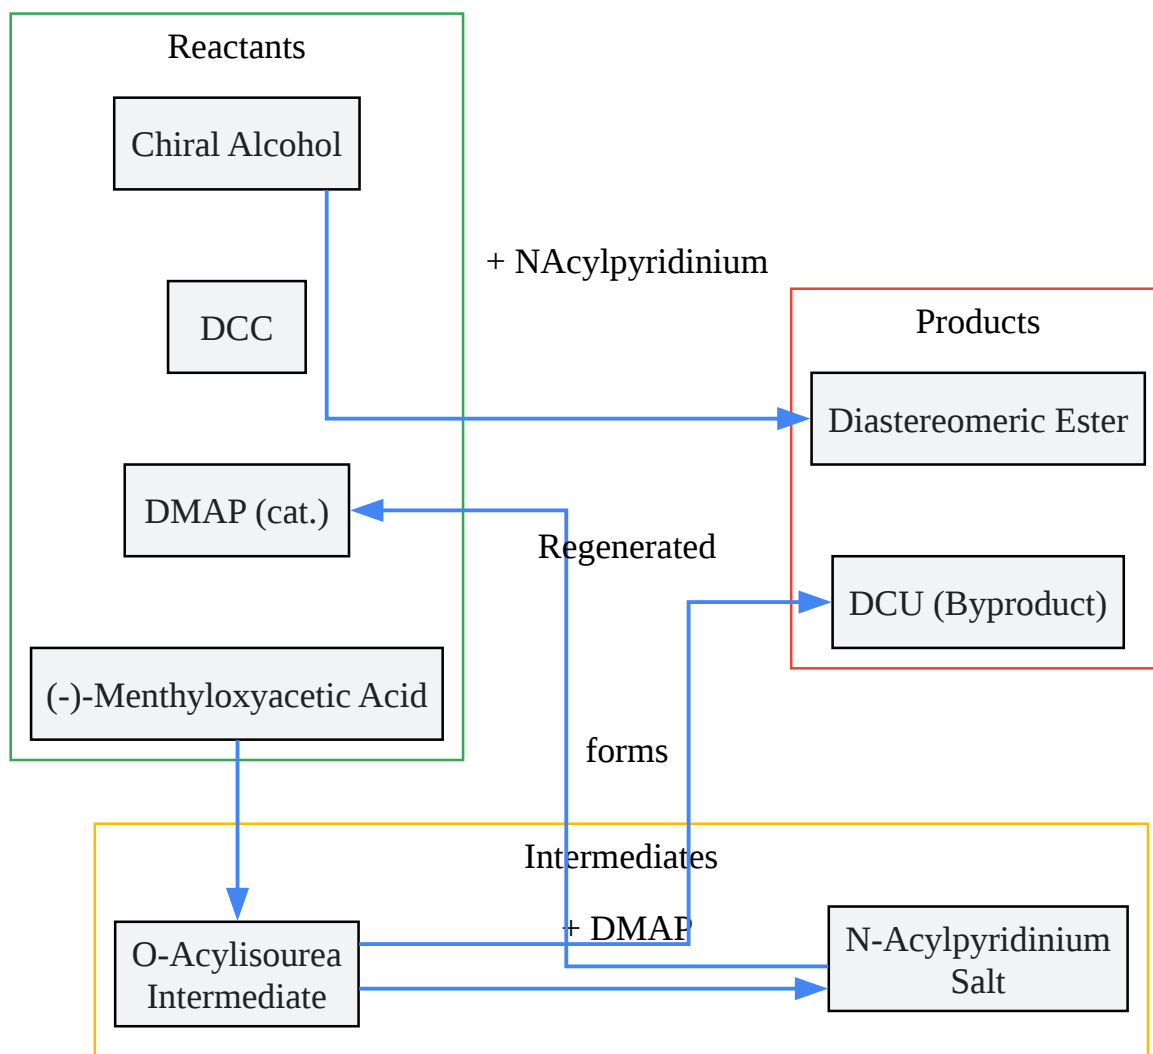 Reactants
Chiral Alcohol
+ NAcylpyridinium
DCC
Products
Diastereomeric Ester
DMAP (cat.)
Regenerated
DCU (Byproduct)
(-)-Menthyloxyacetic Acid
forms
Intermediates
+ DMAP
O-Acylisourea
Intermediate
N-Acylpyridinium
Salt